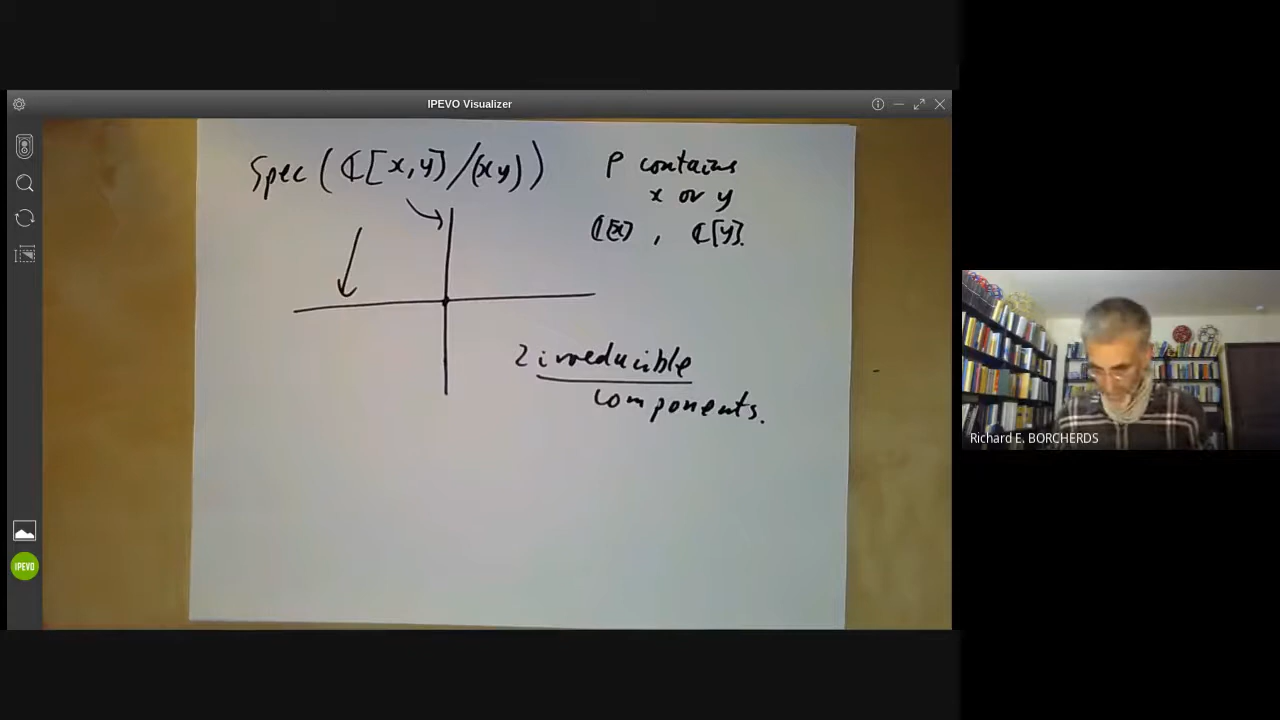 IPEVO Visualizer
Spec(ℂ[x,y]/(xy))
P contains
x or y
ℂ[x], ℂ[y].
2 irreducible
components.
Richard E. BORCHERDS
IPEVO